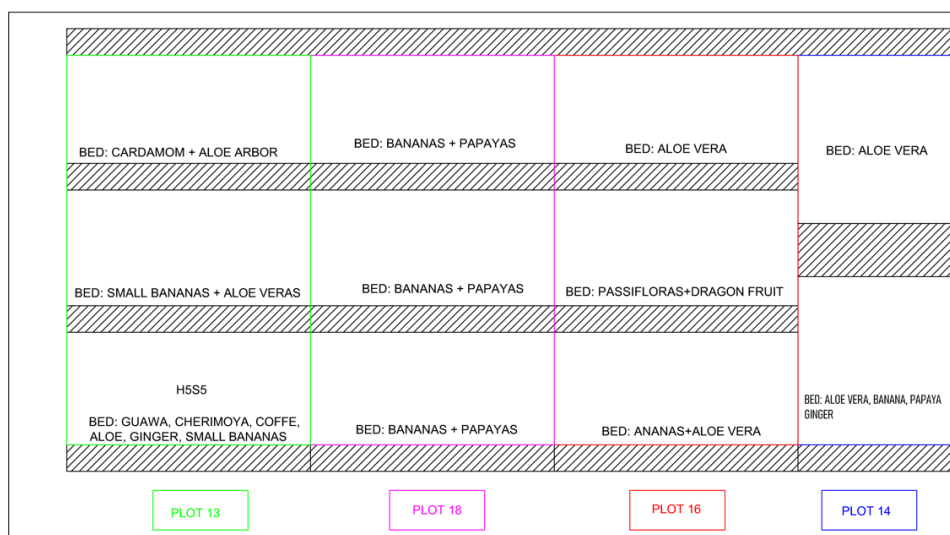 BED: CARDAMOM + ALOE ARBOR
BED: BANANAS + PAPAYAS
BED: ALOE VERA
BED: ALOE VERA
BED: SMALL BANANAS + ALOE VERAS
BED: BANANAS + PAPAYAS
BED: PASSIFLORAS+DRAGON FRUIT
H5S5
BED: GUAWA, CHERIMOYA, COFFE,
ALOE, GINGER, SMALL BANANAS
BED: BANANAS + PAPAYAS
BED: ANANAS+ALOE VERA
BED: ALOE VERA, BANANA, PAPAYA
GINGER
PLOT 13
PLOT 18
PLOT 16
PLOT 14